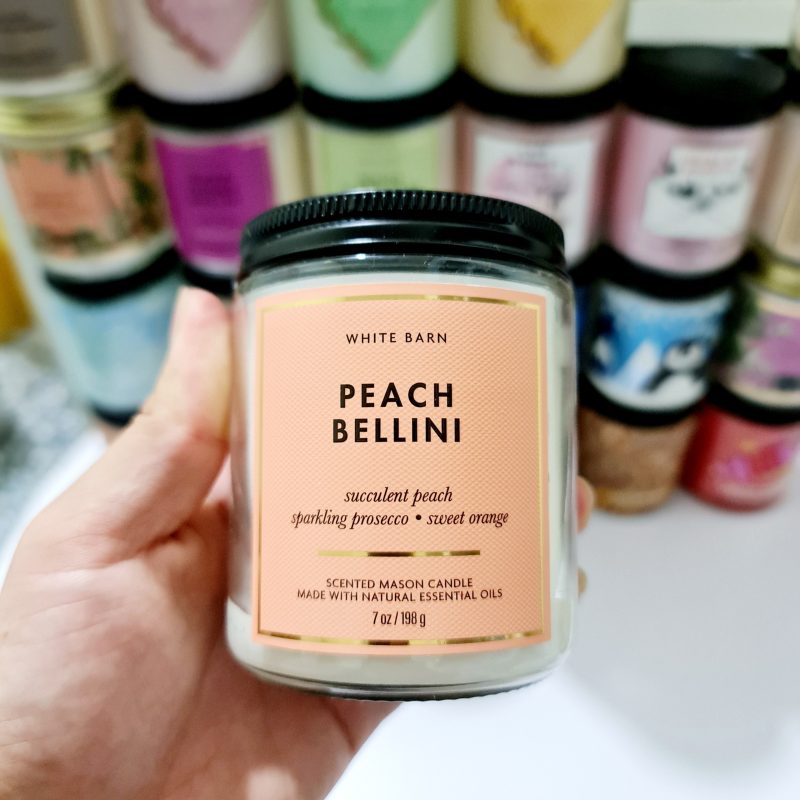 WHITE BARN
PEACH
BELLINI
succulent peach
sparkling prosecco • sweet orange
SCENTED MASON CANDLE
MADE WITH NATURAL ESSENTIAL OILS
7 oz / 198 g